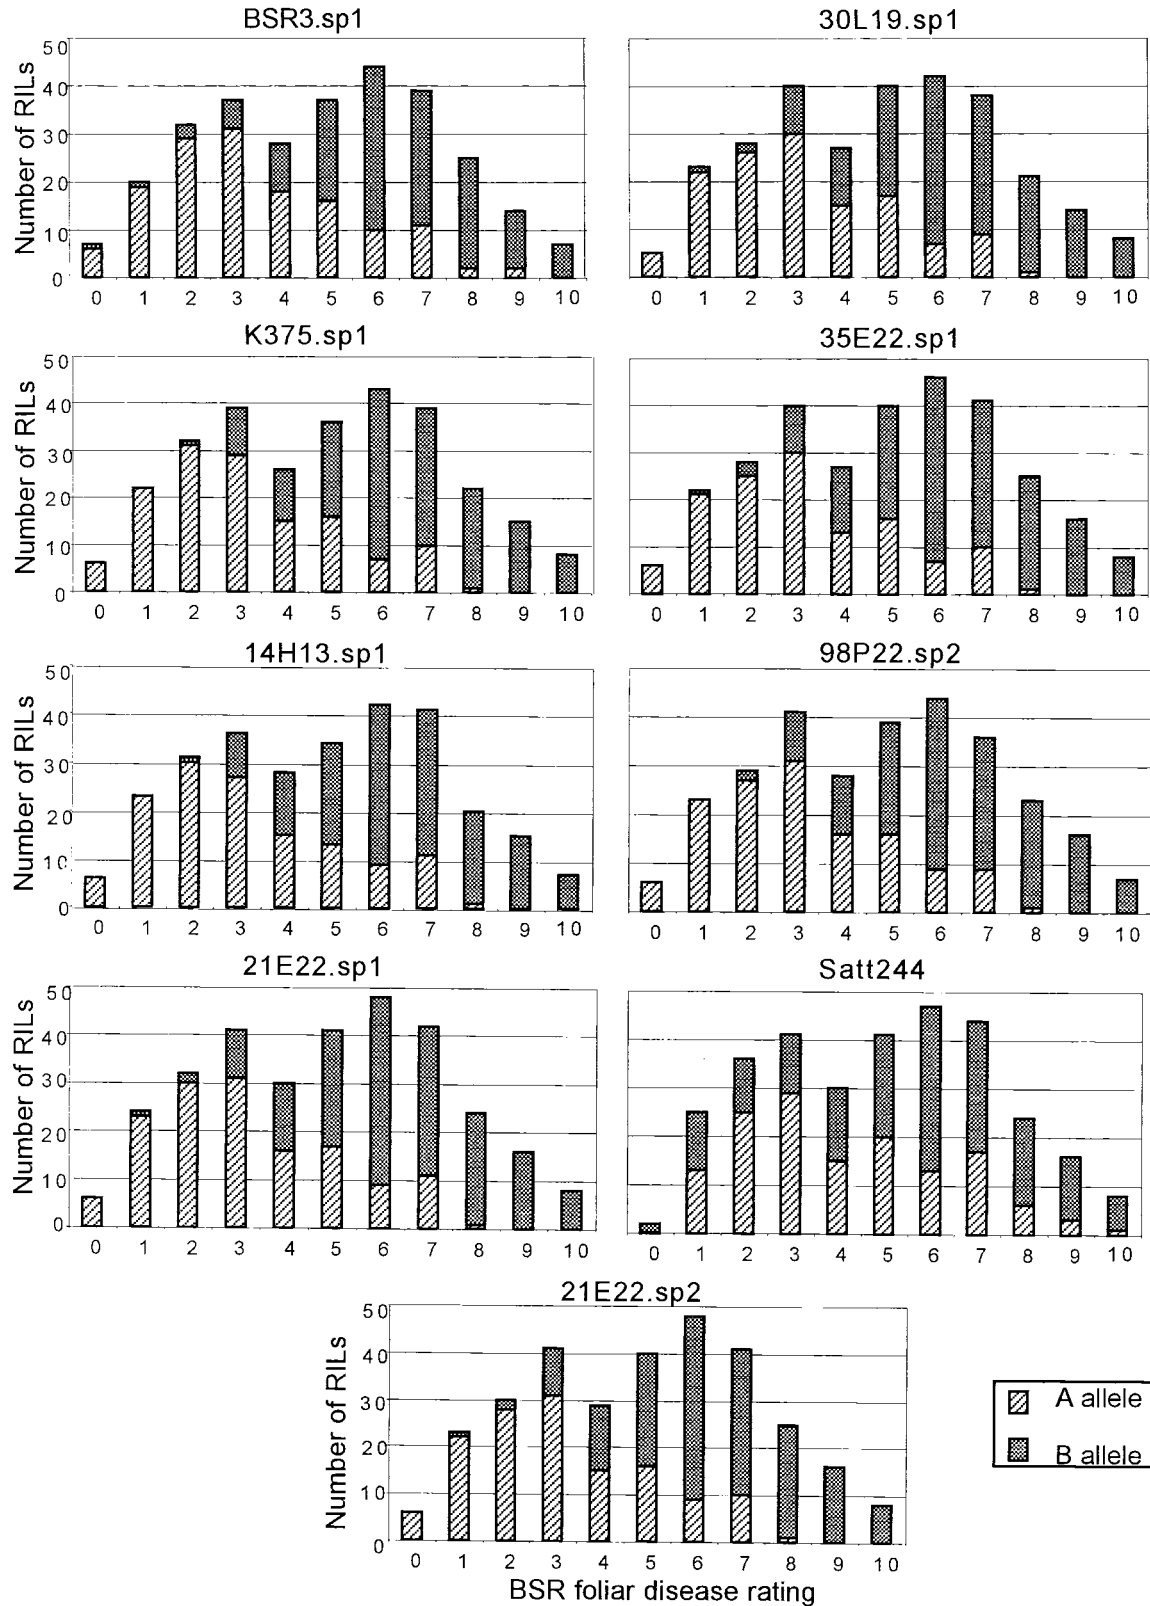 BSR3.sp1
30L19.sp1
Number of RILs
50
40
30
20
10
0
0 1 2 3 4 5 6 7 8 9 10
0 1 2 3 4 5 6 7 8 9 10
K375.sp1
35E22.sp1
Number of RILs
50
40
30
20
10
0
0 1 2 3 4 5 6 7 8 9 10
0 1 2 3 4 5 6 7 8 9 10
14H13.sp1
98P22.sp2
Number of RILs
50
40
30
20
10
0
0 1 2 3 4 5 6 7 8 9 10
0 1 2 3 4 5 6 7 8 9 10
21E22.sp1
Satt244
Number of RILs
50
40
30
20
10
0
0 1 2 3 4 5 6 7 8 9 10
0 1 2 3 4 5 6 7 8 9 10
21E22.sp2
Number of RILs
50
40
30
20
10
0
0 1 2 3 4 5 6 7 8 9 10
BSR foliar disease rating
A allele
B allele